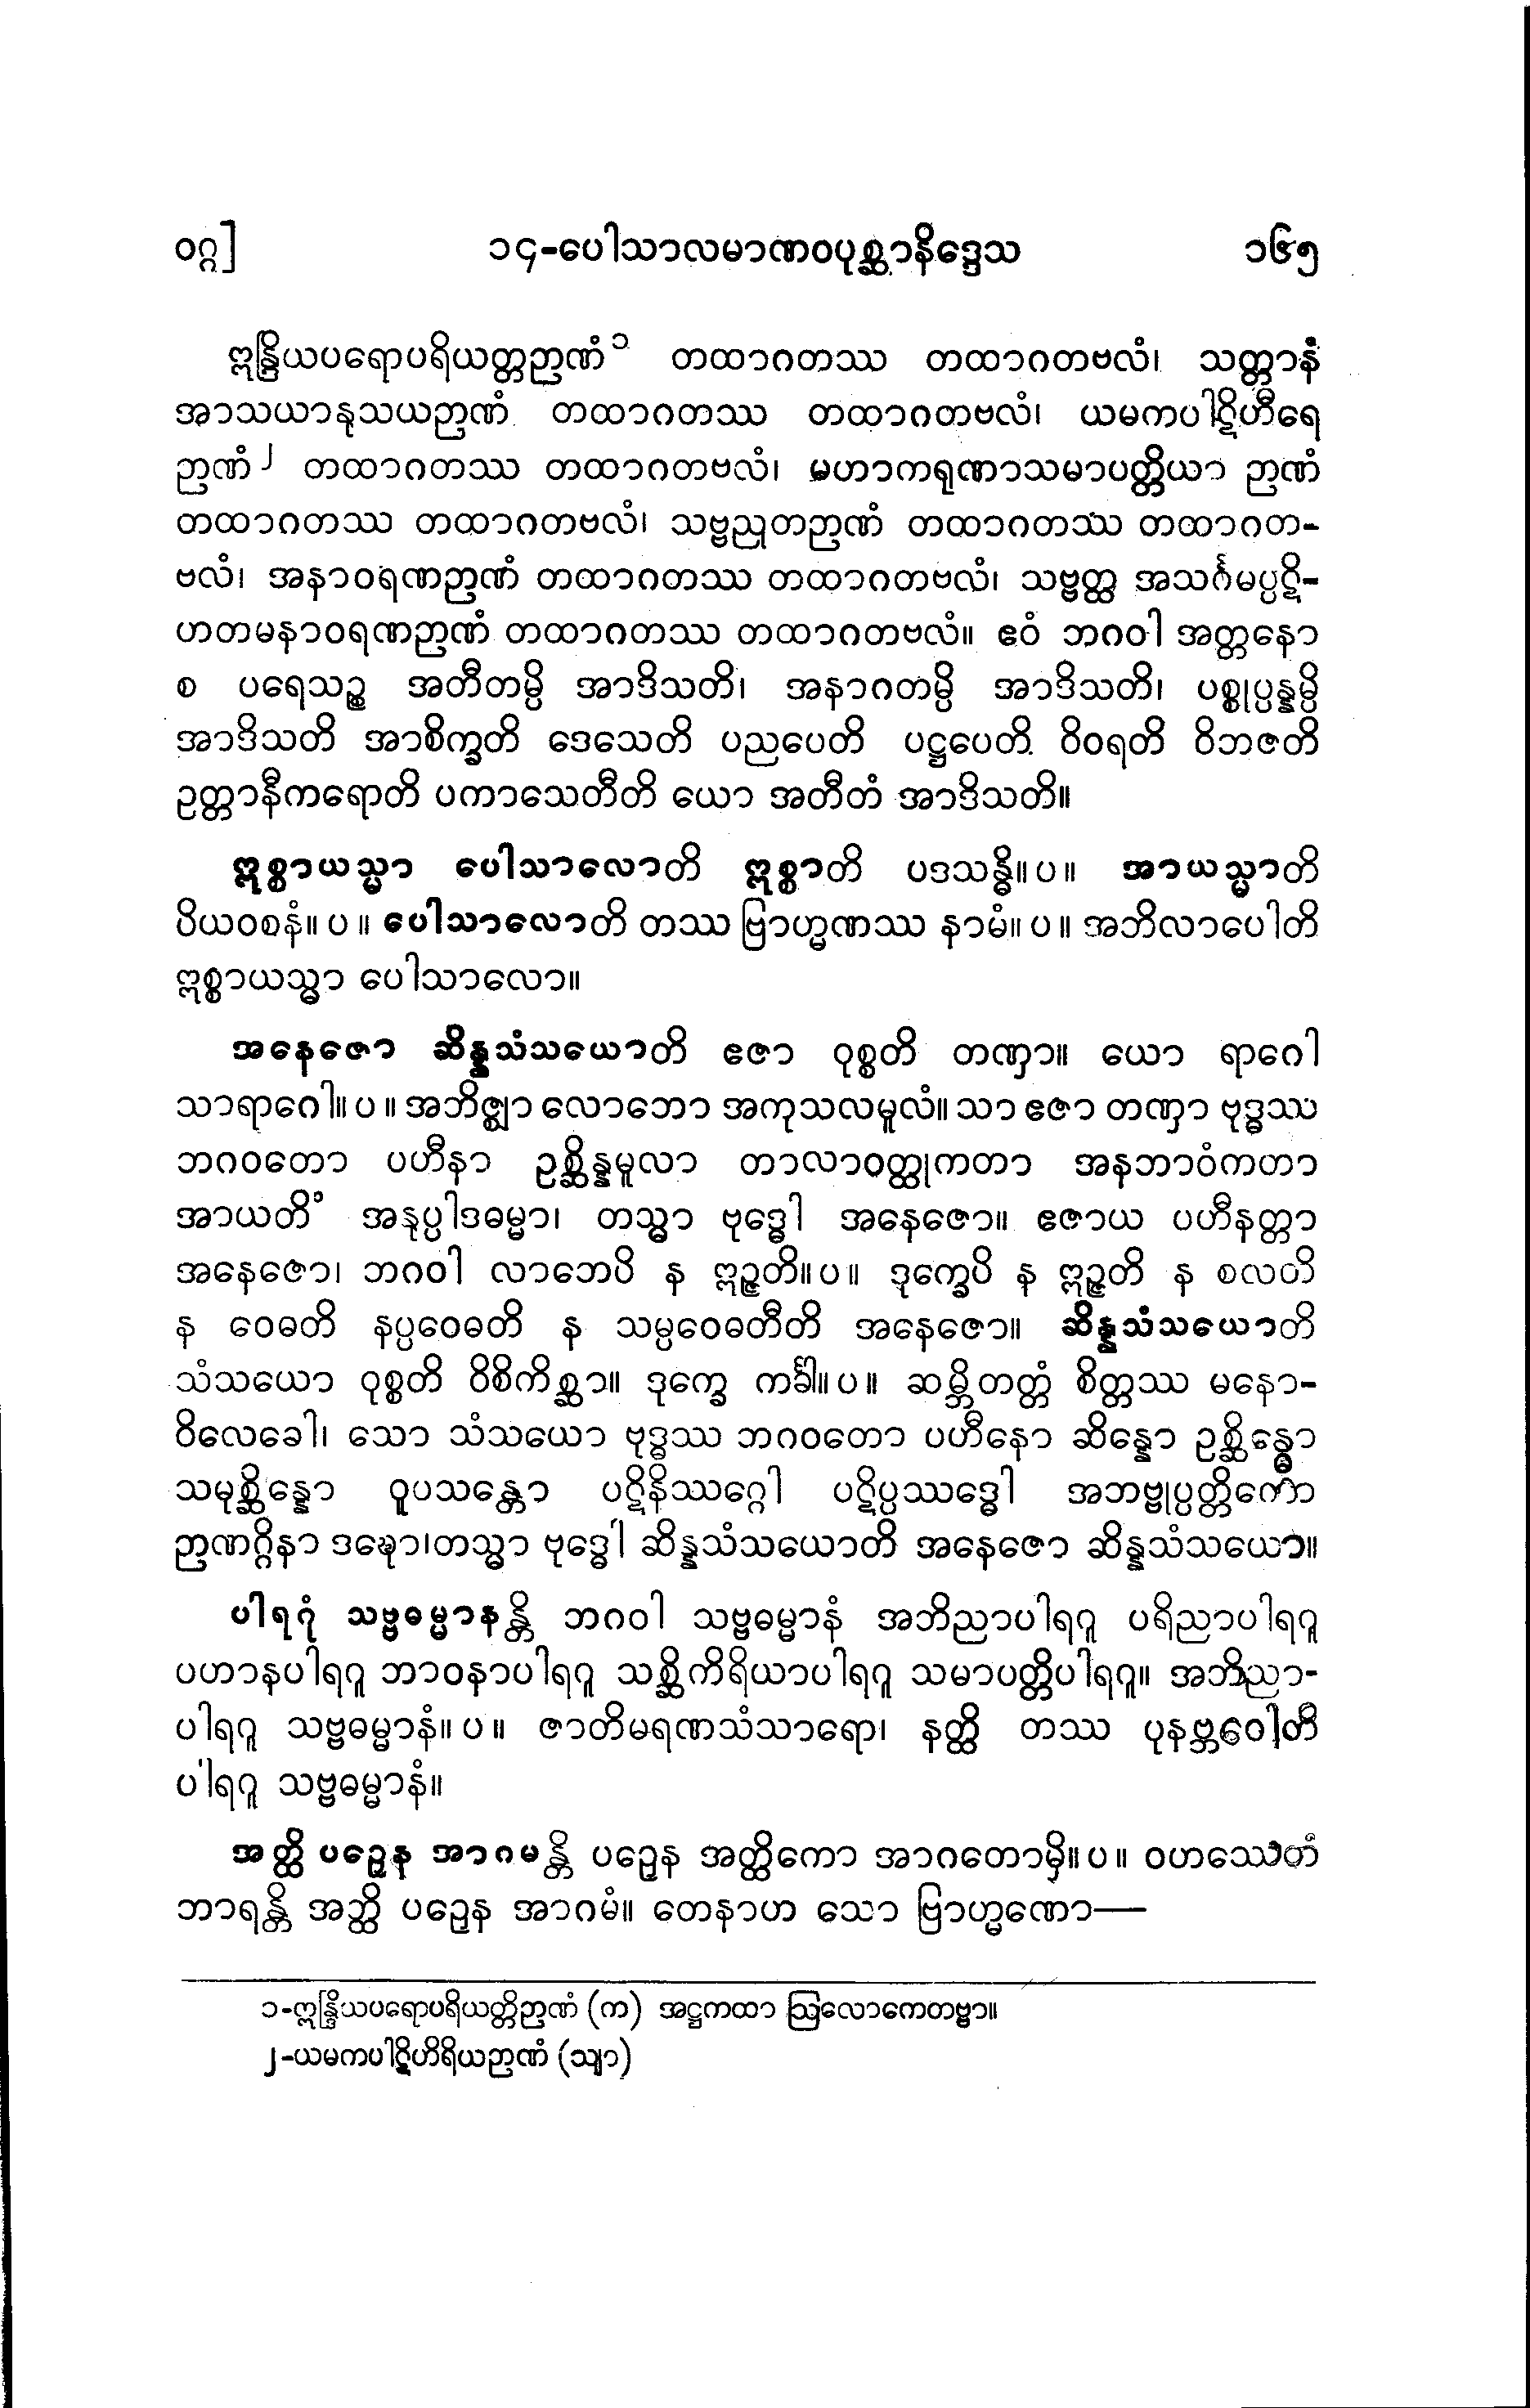 ဝဂ္ဂ] ၁၄-ပေါသာလမာဏဝပုစ္ဆာနိဒ္ဒေသ ၁၆၅
ဣန္ဒြိယပရောပရိယတ္တဉာဏံ၁ တထာဂတဿ တထာဂတဗလံ၊ သတ္တာနံ
အာသယာနုသယဉာဏံ တထာဂတဿ တထာဂတဗလံ၊ ယမကပါဋိဟီရေ
ဉာဏံ၂ တထာဂတဿ တထာဂတဗလံ၊ မဟာကရုဏာသမာပတ္တိယာ ဉာဏံ
တထာဂတဿ တထာဂတဗလံ၊ သဗ္ဗညုတဉာဏံ တထာဂတဿ တထာဂတ-
ဗလံ၊ အနာဝရဏဉာဏံ တထာဂတဿ တထာဂတဗလံ၊ သဗ္ဗတ္ထ အသင်္ဂမပ္ပဋိ-
ဟတမနာဝရဏဉာဏံ တထာဂတဿ တထာဂတဗလံ။ ဧဝံ ဘဂဝါ အတ္တနော
စ ပရေသဉ္စ အတီတမ္ပိ အာဒိသတိ၊ အနာဂတမ္ပိ အာဒိသတိ၊ ပစ္စုပ္ပန္နမ္ပိ
အာဒိသတိ အာစိက္ခတိ ဒေသေတိ ပညပေတိ ပဋ္ဌပေတိ ဝိဝရတိ ဝိဘဇတိ
ဥတ္တာနီကရောတိ ပကာသေတီတိ ယော အတီတံ အာဒိသတိ။
ဣစ္စာယသ္မာ ပေါသာလောတိ ဣစ္စာတိ ပဒသန္ဓိ။ ပ။ အာယသ္မာတိ
ပိယဝစနံ။ ပ။ ပေါသာလောတိ တဿ ဗြာဟ္မဏဿ နာမံ။ ပ။ အဘိလာပေါတိ
ဣစ္စာယသ္မာ ပေါသာလော။
အနေဇော ဆိန္နသံသယောတိ ဧဇာ ဝုစ္စတိ တဏှာ။ ယော ရာဂေါ
သာရာဂေါ။ ပ။ အဘိဇ္ဈာ လောဘော အကုသလမူလံ။ သာ ဧဇာ တဏှာ ဗုဒ္ဓဿ
ဘဂဝတော ပဟီနာ ဥစ္ဆိန္နမူလာ တာလာဝတ္ထုကတာ အနဘာဝံကတာ
အာယတိံ အနုပ္ပါဒဓမ္မာ၊ တသ္မာ ဗုဒ္ဓေါ အနေဇော။ ဧဇာယ ပဟီနတ္တာ
အနေဇော၊ ဘဂဝါ လာဘေပိ န ဣဉ္ဇတိ။ ပ။ ဒုက္ခေပိ န ဣဉ္ဇတိ န စလတိ
န ဝေဓတိ နပ္ပဝေဓတိ န သမ္ပဝေဓတီတိ အနေဇော။ ဆိန္နသံသယောတိ
သံသယော ဝုစ္စတိ ဝိစိကိစ္ဆာ။ ဒုက္ခေ ကင်္ခါ။ ပ။ ဆမ္ဘိတတ္တံ စိတ္တဿ မနော-
ဝိလေခေါ၊ သော သံသယော ဗုဒ္ဓဿ ဘဂဝတော ပဟီနော ဆိန္နော ဥစ္ဆိန္နော
သမုစ္ဆိန္နော ဝူပသန္တော ပဋိနိဿဂ္ဂေါ ပဋိပ္ပဿဒ္ဓေါ အဘဗ္ဗုပ္ပတ္တိကော
ဉာဏဂ္ဂိနာ ဒဍ္ဎော၊ တသ္မာ ဗုဒ္ဓေါ ဆိန္နသံသယောတိ အနေဇော ဆိန္နသံသယော။
ပါရဂုံ သဗ္ဗဓမ္မာနန္တိ ဘဂဝါ သဗ္ဗဓမ္မာနံ အဘိညာပါရဂူ ပရိညာပါရဂူ
ပဟာနပါရဂူ ဘာဝနာပါရဂူ သစ္ဆိကိရိယာပါရဂူ သမာပတ္တိပါရဂူ။ အဘိညာ-
ပါရဂူ သဗ္ဗဓမ္မာနံ။ ပ။ ဇာတိမရဏသံသာရော၊ နတ္ထိ တဿ ပုနဗ္ဘဝေါတိ
ပါရဂူ သဗ္ဗဓမ္မာနံ။
အတ္ထိ ပဉှေန အာဂမန္တိ ပဉှေန အတ္ထိကော အာဂတောမှိ။ ပ။ ဝဟဿေတံ
ဘာရန္တိ အတ္ထိ ပဉှေန အာဂမံ။ တေနာဟ သော ဗြာဟ္မဏော—
၁-ဣန္ဒြိယပရောပရိယတ္တိဉာဏံ (က) အဋ္ဌကထာ ဩလောကေတဗ္ဗာ။
၂-ယမကပါဋိဟိရိယဉာဏံ (သျာ)